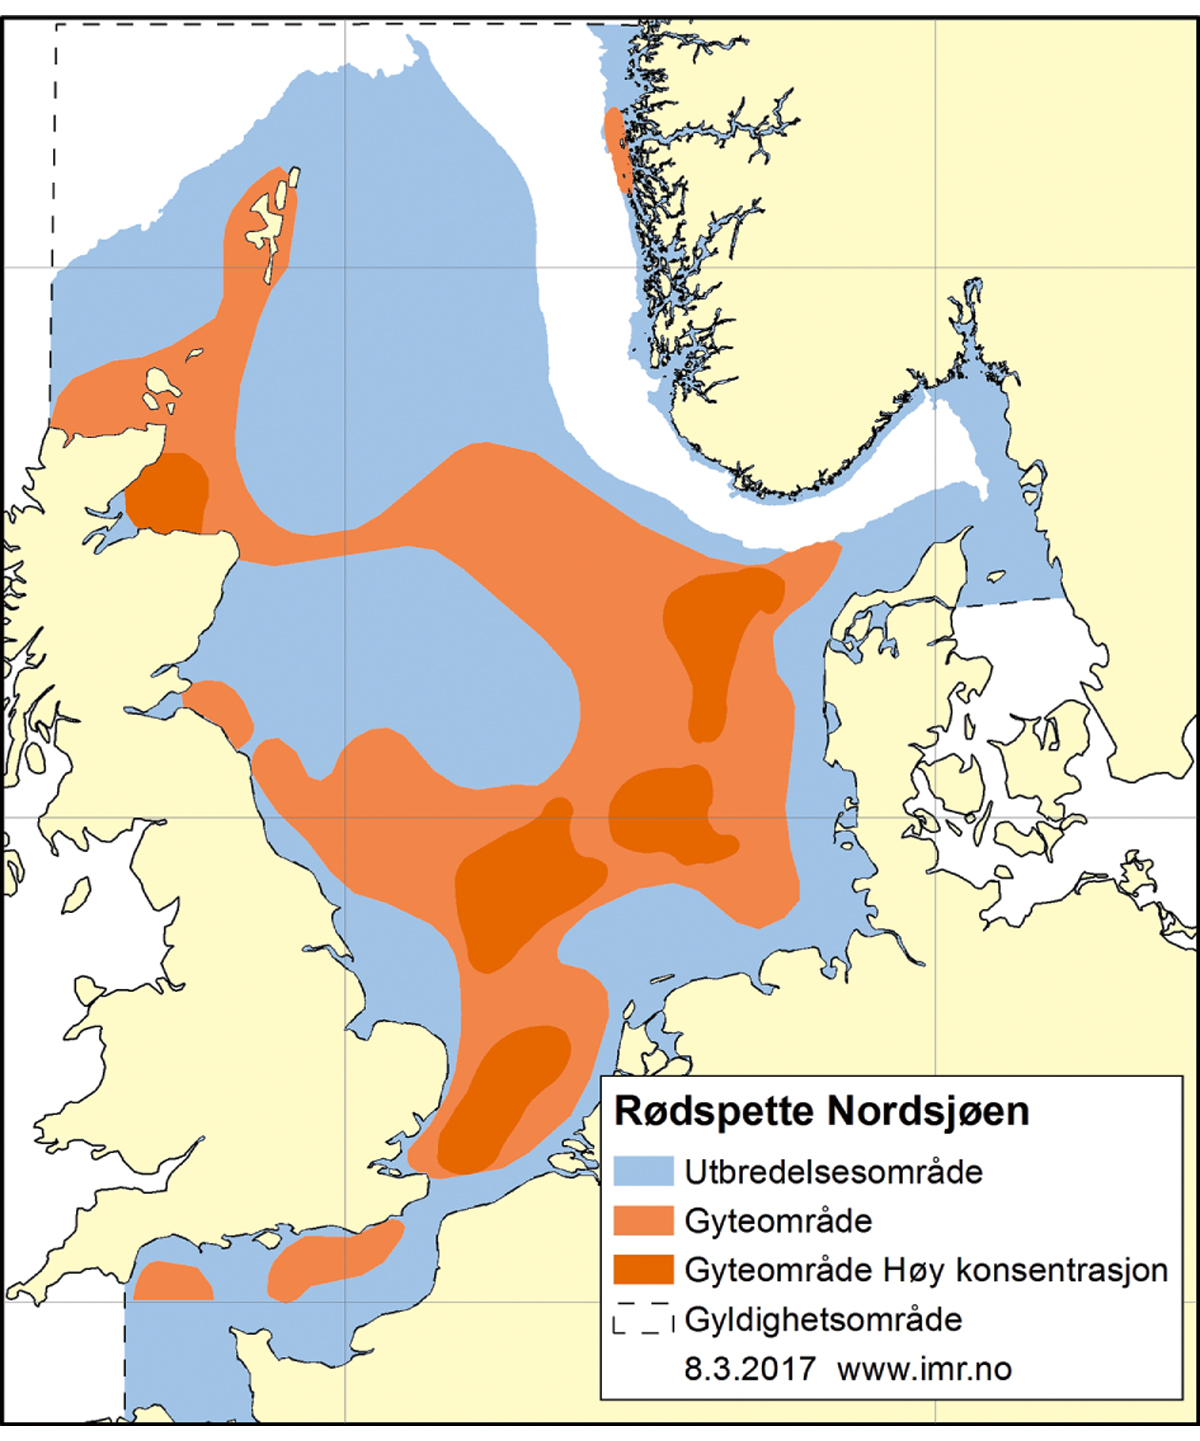 Rødspette Nordsjøen
Utbredelsesområde
Gyteområde
Gyteområde Høy konsentrasjon
Gyldighetsområde
8.3.2017 www.imr.no